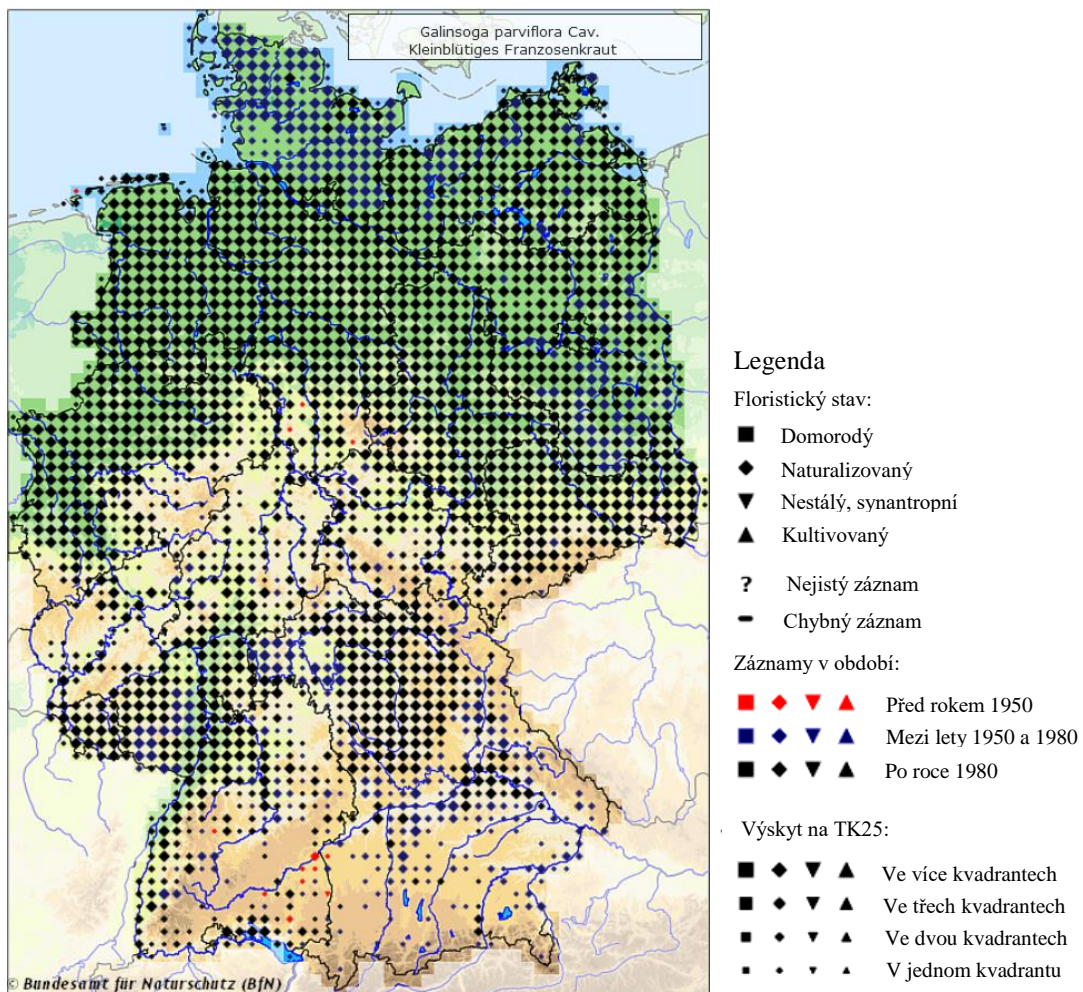 Galinsoga parviflora Cav.
Kleinblütiges Franzosenkraut
Legenda
Floristický stav:
Domorodý
Naturalizovaný
Nestálý, synantropní
Kultivovaný
? Nejistý záznam
Chybný záznam
Záznamy v období:
Před rokem 1950
Mezi lety 1950 a 1980
Po roce 1980
Výskyt na TK25:
Ve více kvadrantech
Ve třech kvadrantech
Ve dvou kvadrantech
V jednom kvadrantu
© Bundesamt für Naturschutz (BfN)